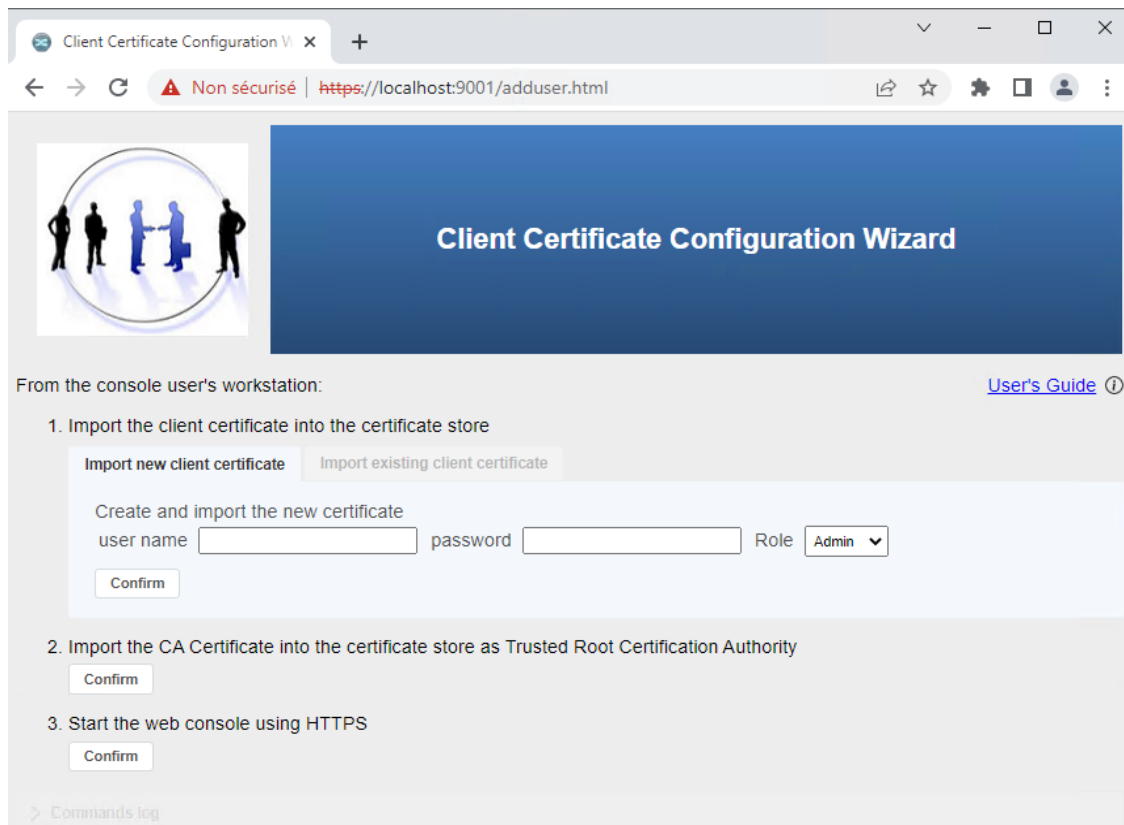 Client Certificate Configuration W
Non sécurisé | https://localhost:9001/adduser.html
Client Certificate Configuration Wizard
From the console user's workstation: User's Guide
1. Import the client certificate into the certificate store
Import new client certificate Import existing client certificate
Create and import the new certificate
user name password Role Admin
Confirm
2. Import the CA Certificate into the certificate store as Trusted Root Certification Authority
Confirm
3. Start the web console using HTTPS
Confirm
Commands log